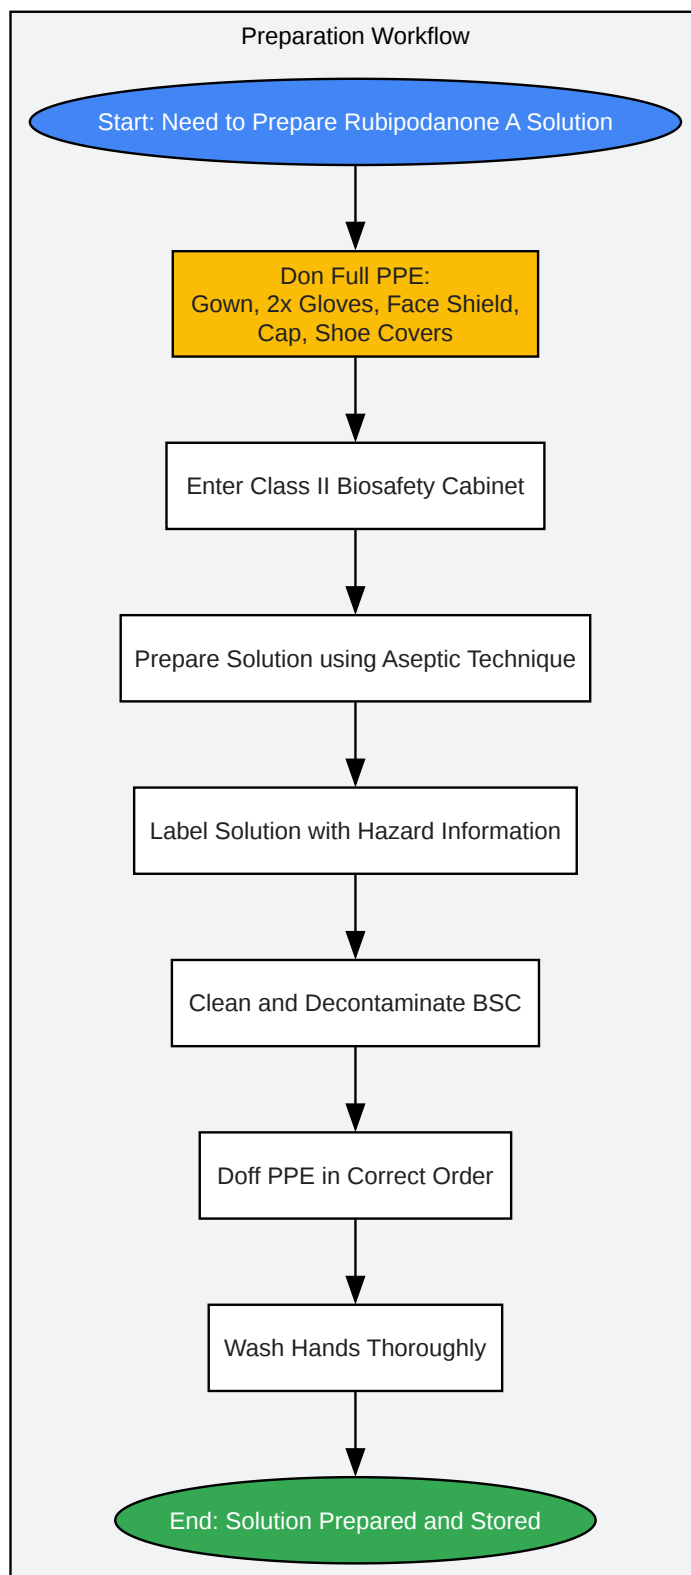 Preparation Workflow
Start: Need to Prepare Rubipodanone A Solution
Don Full PPE:
Gown, 2x Gloves, Face Shield,
Cap, Shoe Covers
Enter Class II Biosafety Cabinet
Prepare Solution using Aseptic Technique
Label Solution with Hazard Information
Clean and Decontaminate BSC
Doff PPE in Correct Order
Wash Hands Thoroughly
End: Solution Prepared and Stored